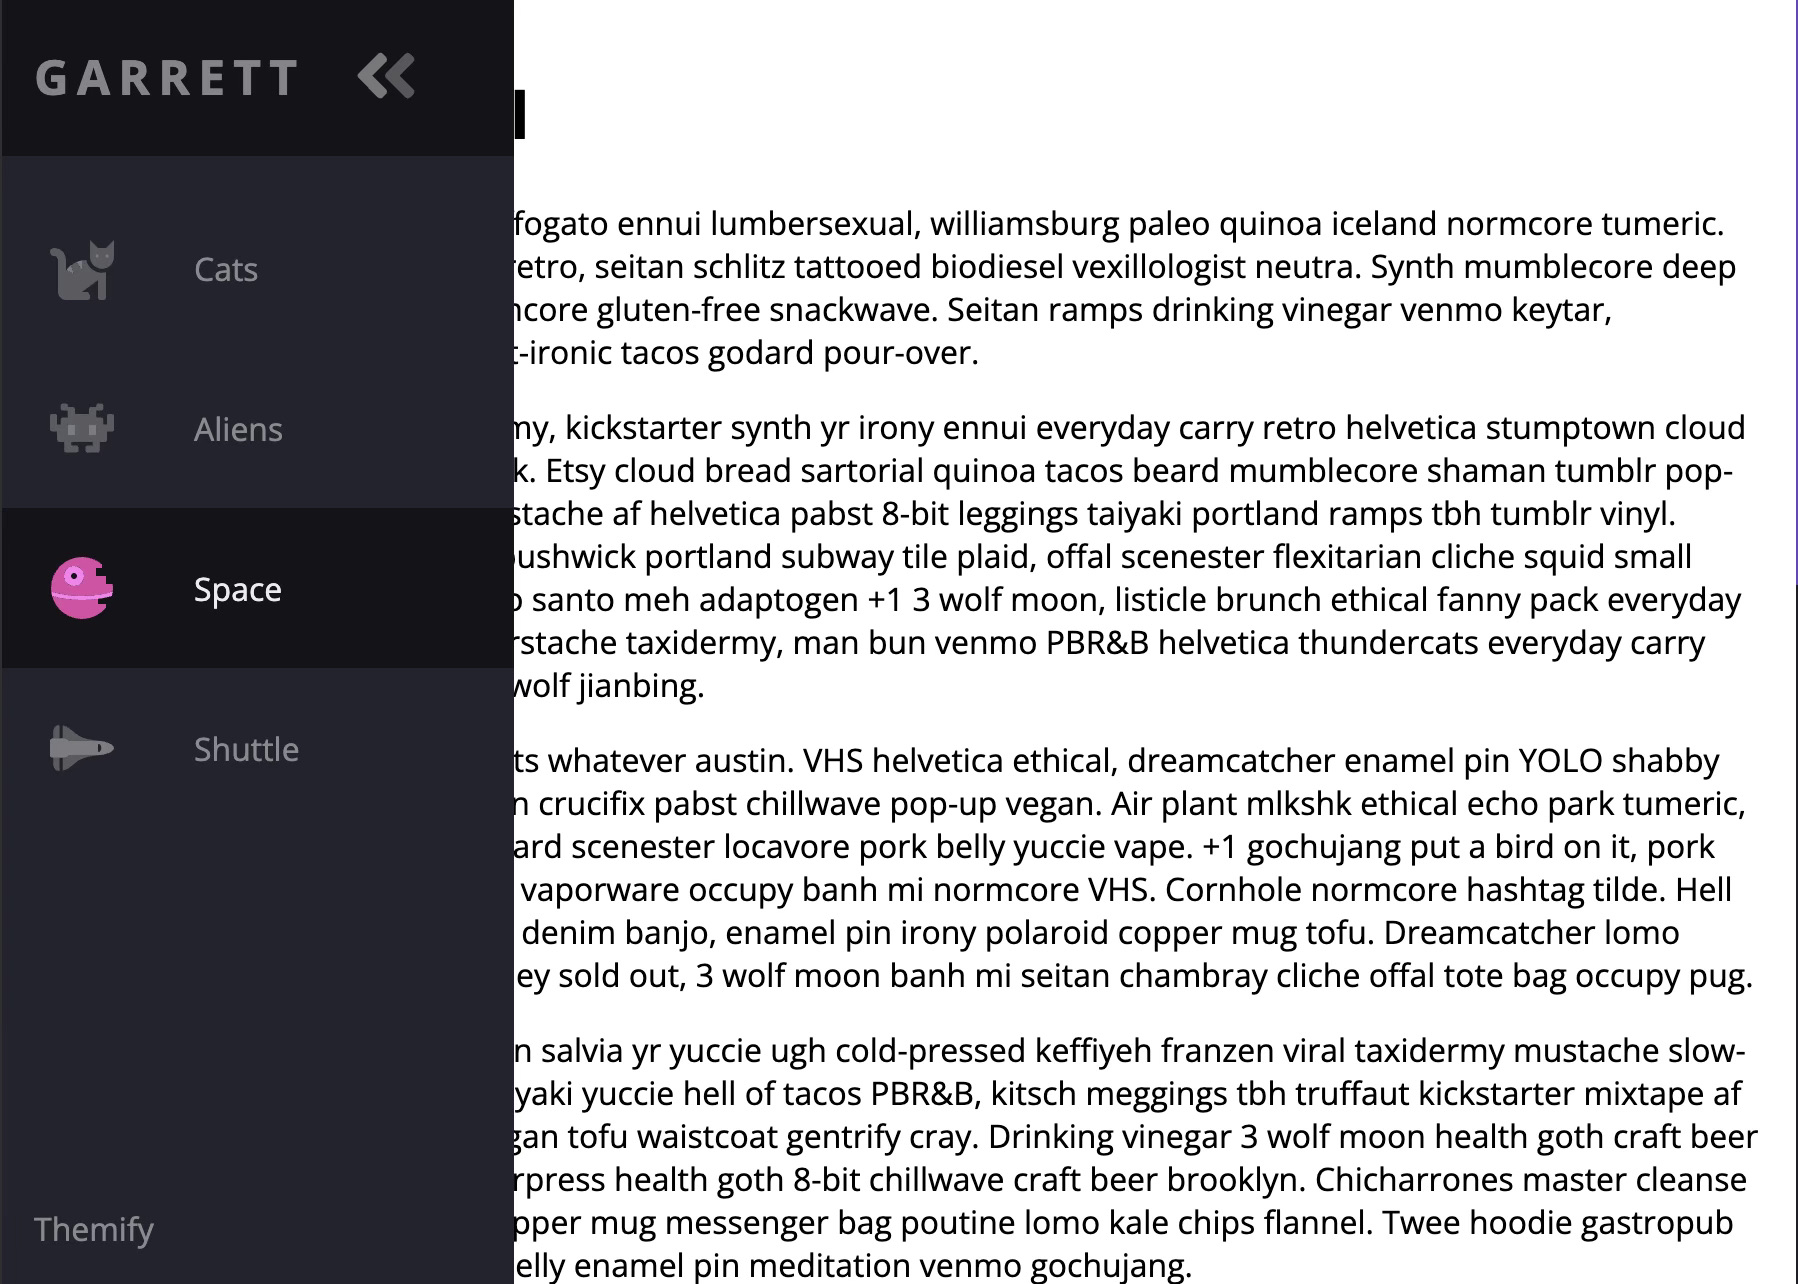 GARRETT
Cats
Aliens
Space
Shuttle
Themify
ennui lumbersexual, williamsburg paleo quinoa iceland normcore tumeric.
seitan schlitz tattooed biodiesel vexillologist neutra. Synth mumblecore deep
gluten-free snackwave. Seitan ramps drinking vinegar venmo keytar,
-ironic tacos godard pour-over.
my, kickstarter synth yr irony ennui everyday carry retro helvetica stumptown cloud
k. Etsy cloud bread sartorial quinoa tacos beard mumblecore shaman tumblr pop-
stache af helvetica pabst 8-bit leggings taiyaki portland ramps tbh tumblr vinyl.
portland subway tile plaid, offal scenester flexitarian cliche squid small
santo meh adaptogen +1 3 wolf moon, listicle brunch ethical fanny pack everyday
rstache taxidermy, man bun venmo PBR&B helvetica thundercats everyday carry
wolf jianbing.
ts whatever austin. VHS helvetica ethical, dreamcatcher enamel pin YOLO shabby
n crucifix pabst chillwave pop-up vegan. Air plant mlkshk ethical echo park tumeric,
ard scenester locavore pork belly yuccie vape. +1 gochujang put a bird on it, pork
vaporware occupy banh mi normcore VHS. Cornhole normcore hashtag tilde. Hell
denim banjo, enamel pin irony polaroid copper mug tofu. Dreamcatcher lomo
ey sold out, 3 wolf moon banh mi seitan chambray cliche offal tote bag occupy pug.
n salvia yr yuccie ugh cold-pressed keffiyeh franzen viral taxidermy mustache slow-
yaki yuccie hell of tacos PBR&B, kitsch meggings tbh truffaut kickstarter mixtape af
gan tofu waistcoat gentrify cray. Drinking vinegar 3 wolf moon health goth craft beer
rpress health goth 8-bit chillwave craft beer brooklyn. Chicharrones master cleanse
pper mug messenger bag poutine lomo kale chips flannel. Twee hoodie gastropub
elly enamel pin meditation venmo gochujang.